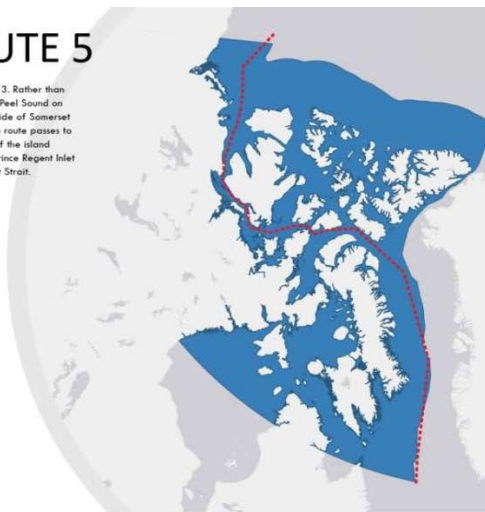 UTE 5
3. Rather than
Peel Sound on
ide of Somerset
route passes to
f the island
rince Regent Inlet
t Strait.